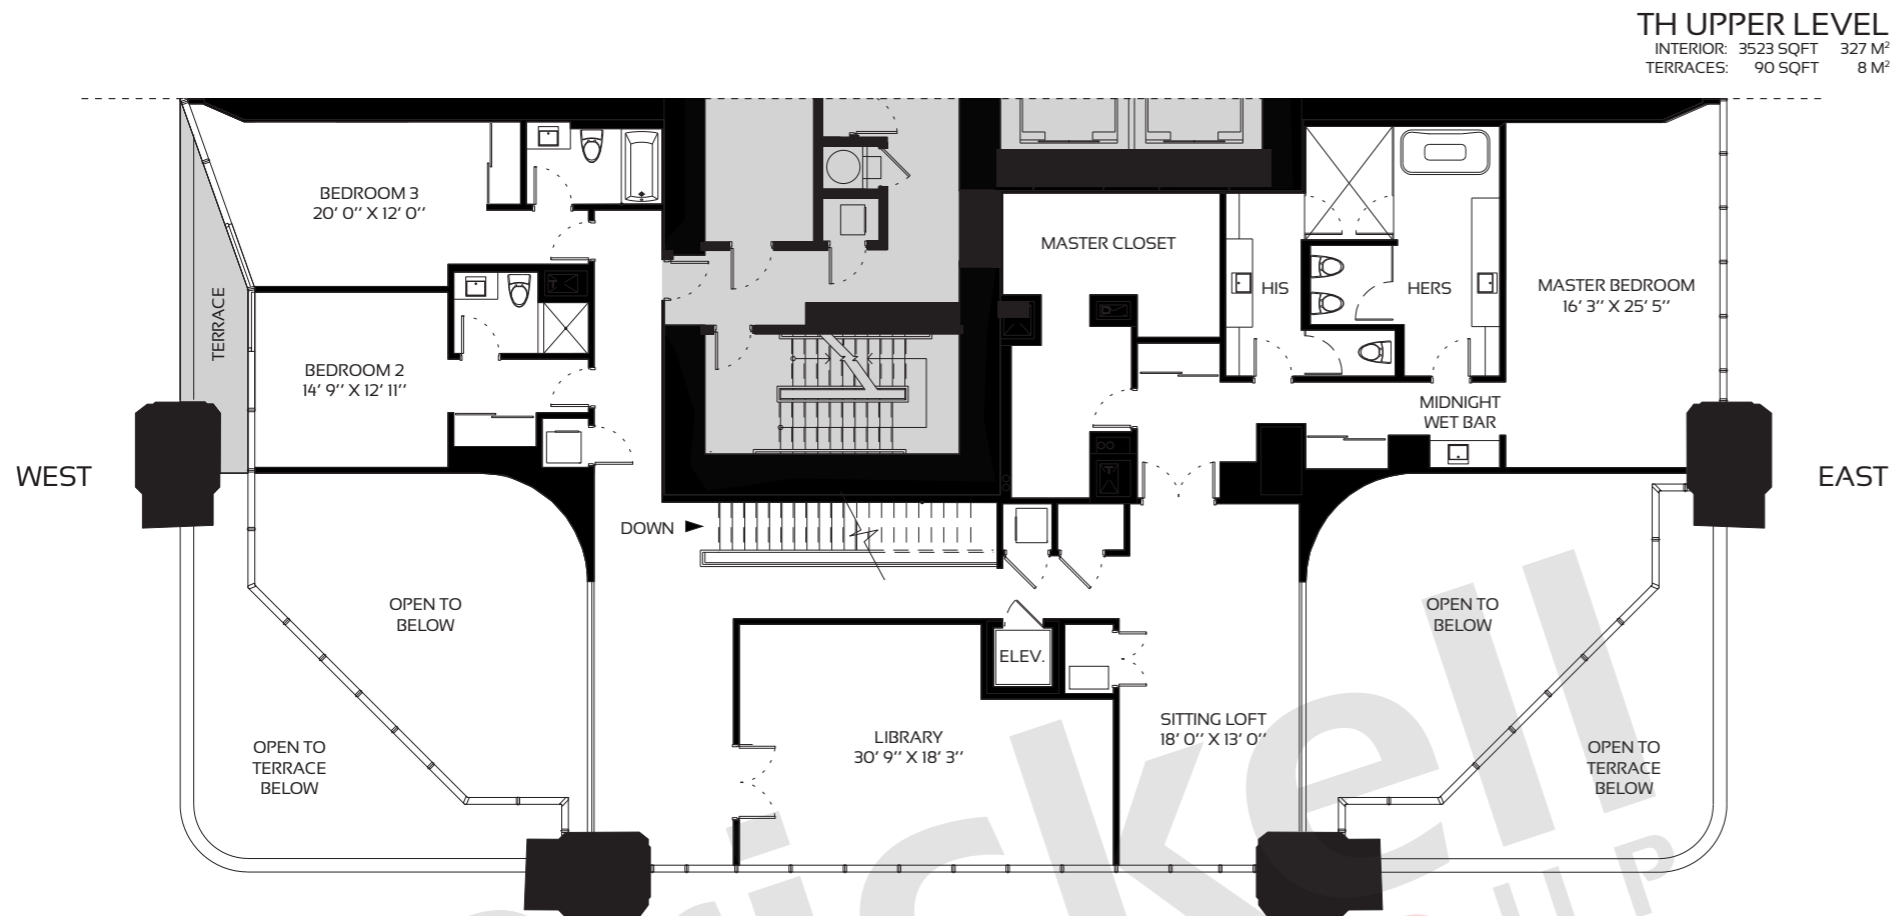 TH UPPER LEVEL
INTERIOR: 3523 SQFT 327 M²
TERRACES: 90 SQFT 8 M²
BEDROOM 3
20' 0'' X 12' 0''
MASTER CLOSET
HIS
HERS
MASTER BEDROOM
16' 3'' X 25' 5''
TERRACE
BEDROOM 2
14' 9'' X 12' 11''
MIDNIGHT
WET BAR
WEST
EAST
DOWN
OPEN TO
BELOW
OPEN TO
BELOW
ELEV.
LIBRARY
30' 9'' X 18' 3''
SITTING LOFT
18' 0'' X 13' 0''
OPEN TO
TERRACE
BELOW
OPEN TO
TERRACE
BELOW
ickell